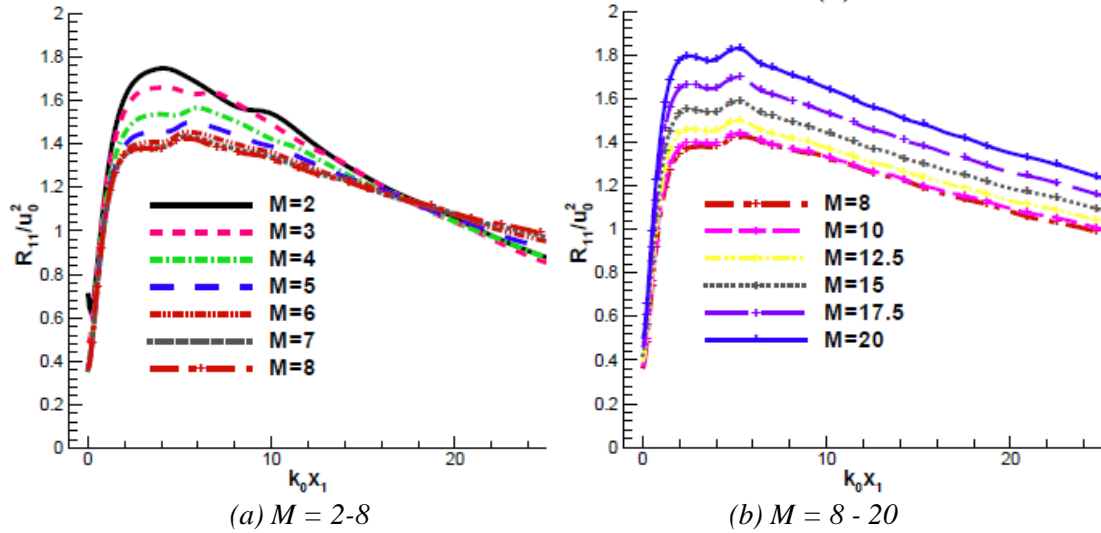 2
1.8
1.6
1.4
1.2
1
0.8
0.6
0.4
0.2
0
R₁₁/u₀²
M=2
M=3
M=4
M=5
M=6
M=7
M=8
0 10 20
k₀x₁
(a) M = 2-8
2
1.8
1.6
1.4
1.2
1
0.8
0.6
0.4
0.2
0
R₁₁/u₀²
M=8
M=10
M=12.5
M=15
M=17.5
M=20
0 10 20
k₀x₁
(b) M = 8 - 20